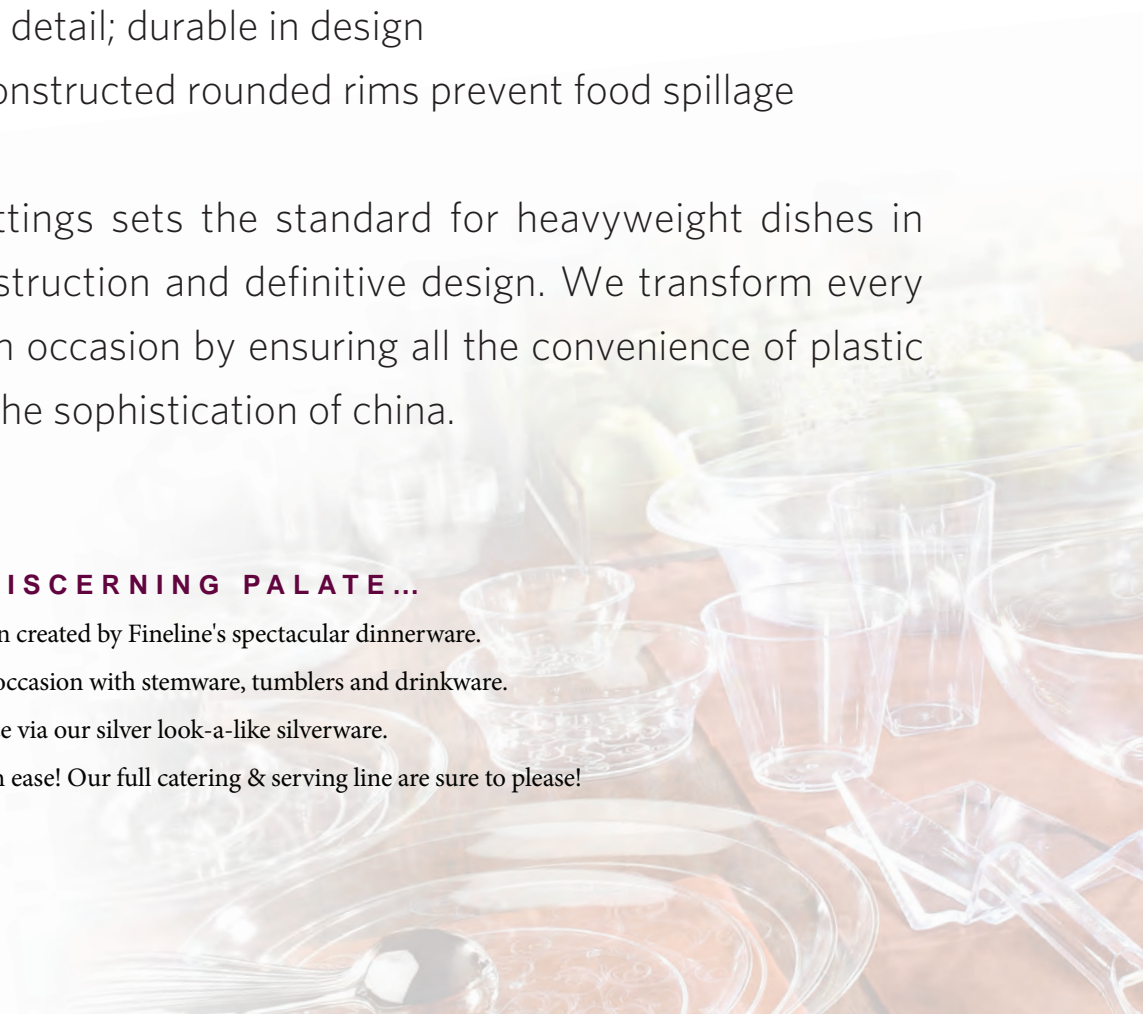 detail; durable in design
onstructed rounded rims prevent food spillage
ttings sets the standard for heavyweight dishes in
struction and definitive design. We transform every
n occasion by ensuring all the convenience of plastic
he sophistication of china.
ISCERNING PALATE...
n created by Fineline's spectacular dinnerware.
occasion with stemware, tumblers and drinkware.
e via our silver look-a-like silverware.
n ease! Our full catering & serving line are sure to please!